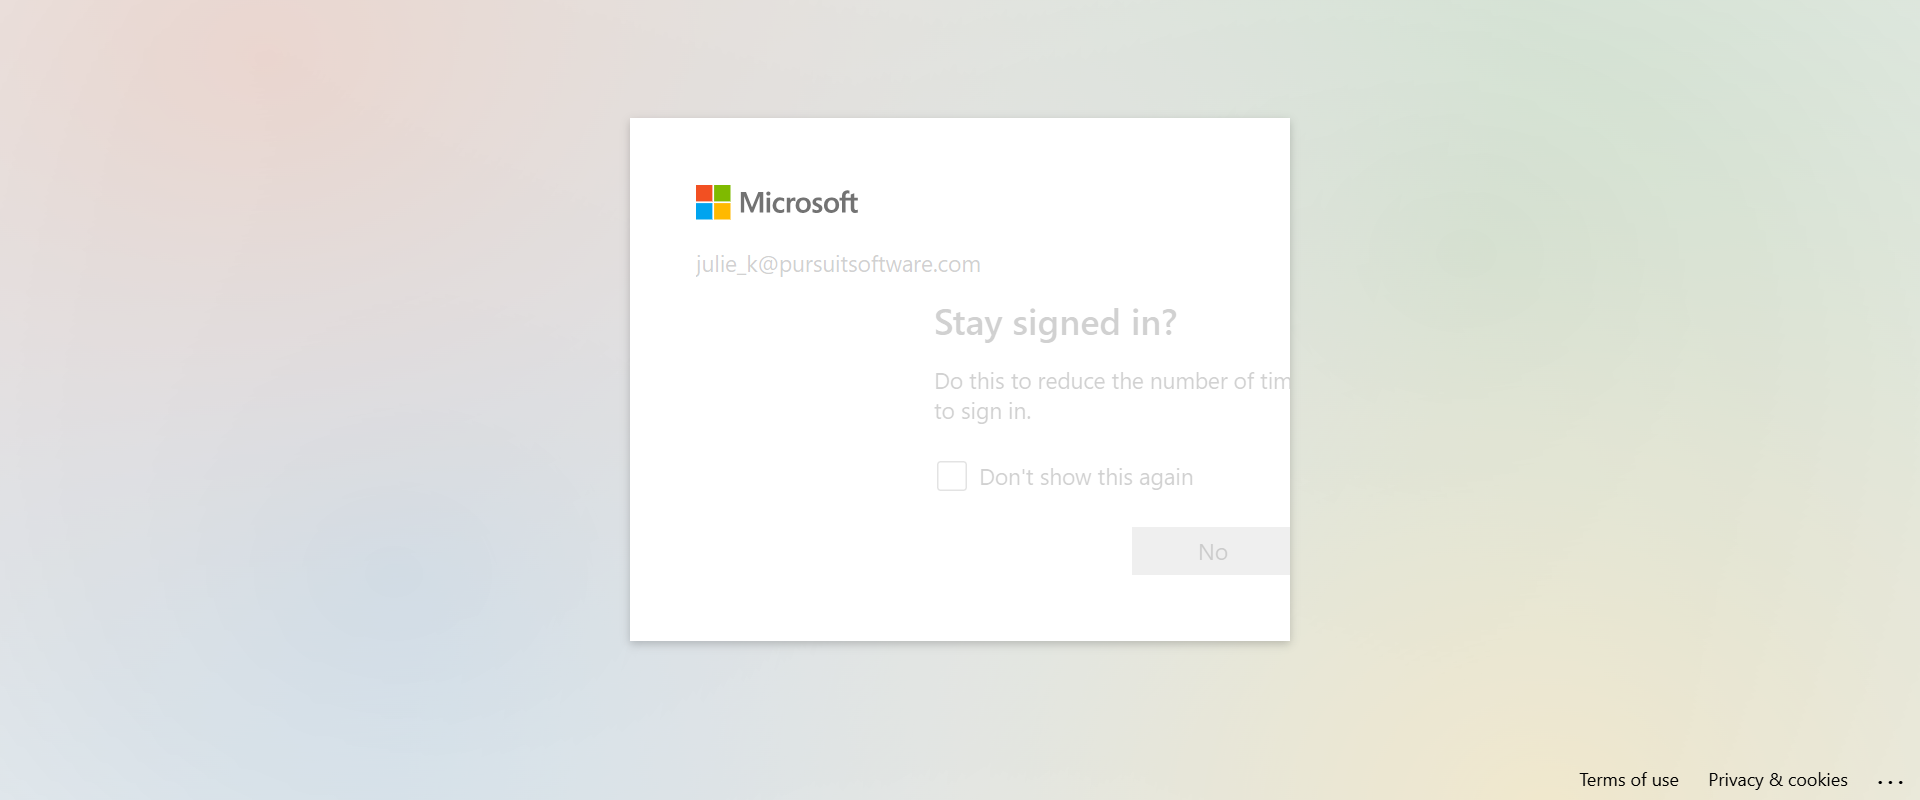 Microsoft
julie_k@pursuitsoftware.com
Stay signed in?
Do this to reduce the number of tim
to sign in.
Don't show this again
No
Terms of use
Privacy & cookies
...